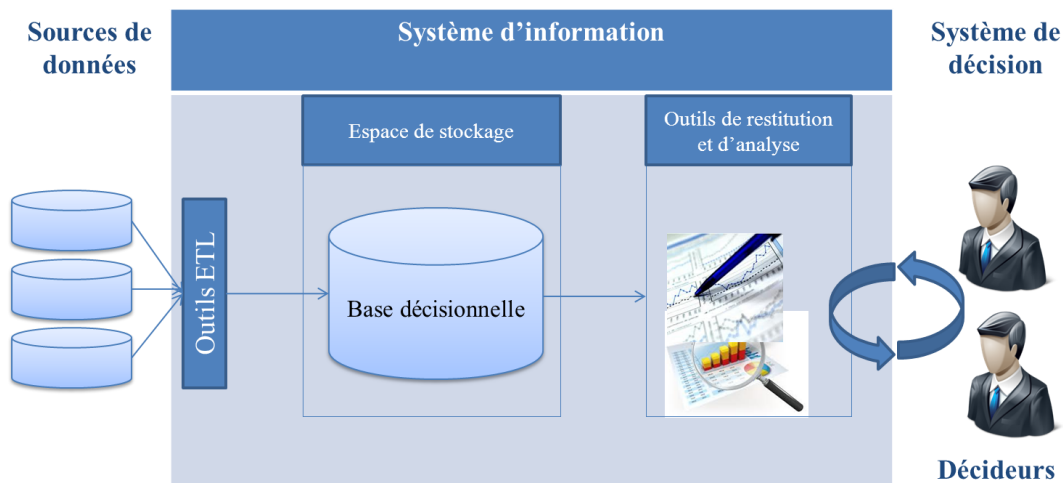 Sources de
données
Système d'information
Système de
décision
Espace de stockage
Outils de restitution
et d'analyse
Outils ETL
Base décisionnelle
Décideurs